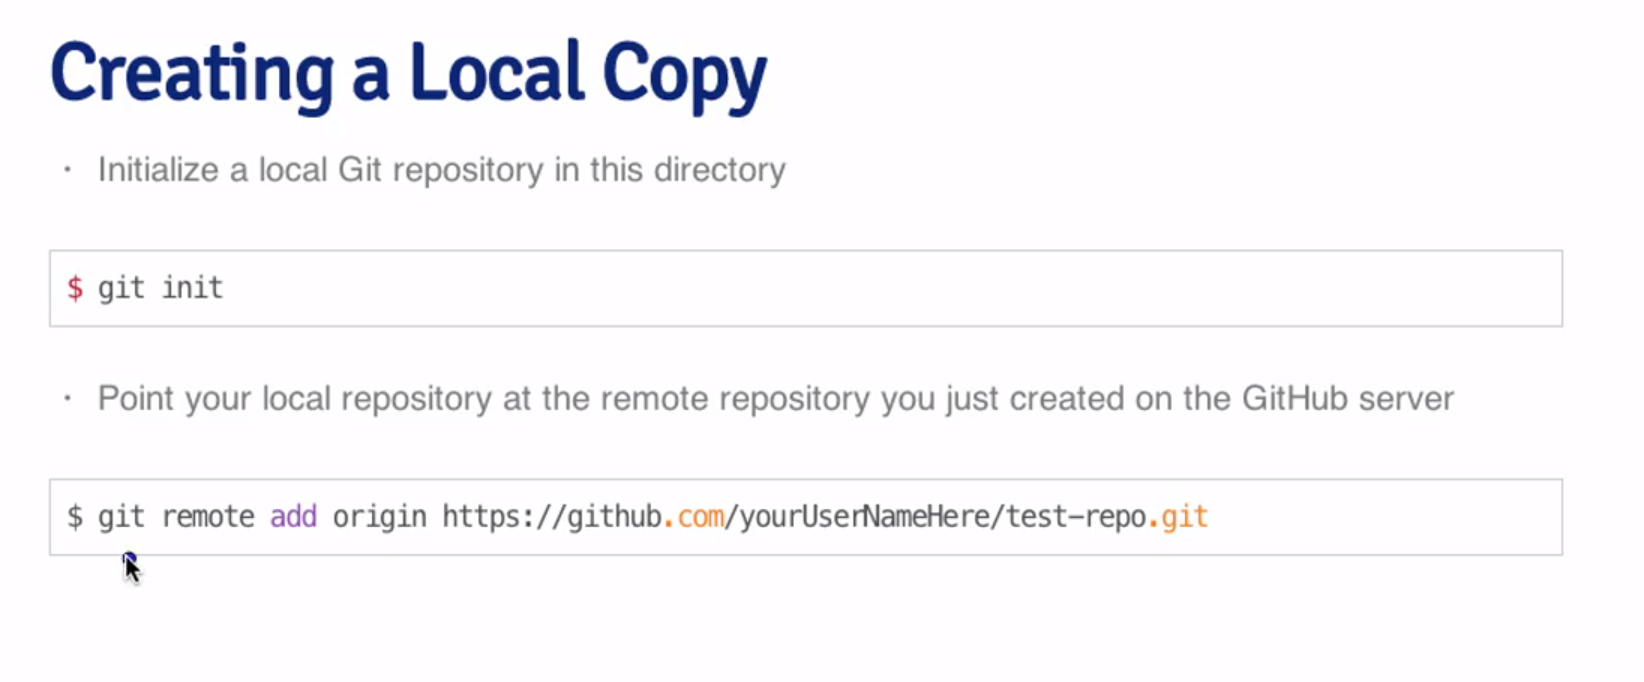 Creating a Local Copy
· Initialize a local Git repository in this directory
$ git init
· Point your local repository at the remote repository you just created on the GitHub server
$ git remote add origin https://github.com/yourUserNameHere/test-repo.git